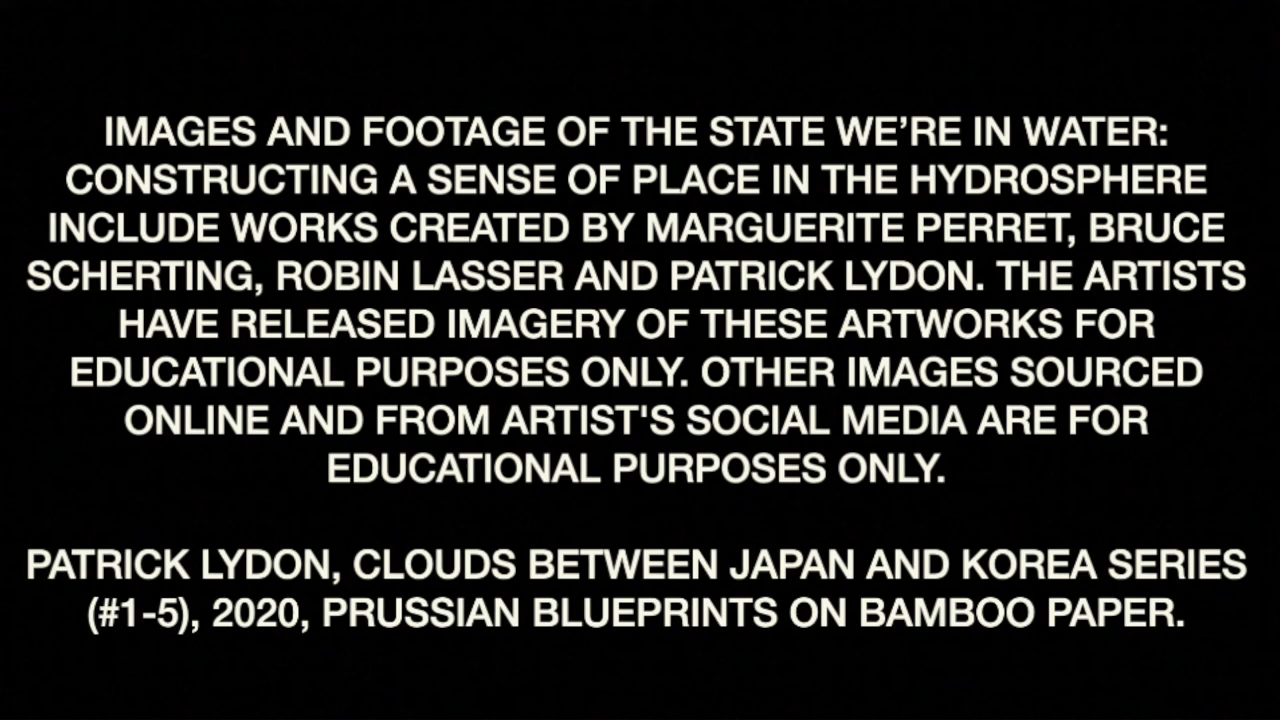 IMAGES AND FOOTAGE OF THE STATE WE’RE IN WATER:
CONSTRUCTING A SENSE OF PLACE IN THE HYDROSPHERE
INCLUDE WORKS CREATED BY MARGUERITE PERRET, BRUCE
SCHERTING, ROBIN LASSER AND PATRICK LYDON. THE ARTISTS
HAVE RELEASED IMAGERY OF THESE ARTWORKS FOR
EDUCATIONAL PURPOSES ONLY. OTHER IMAGES SOURCED
ONLINE AND FROM ARTIST'S SOCIAL MEDIA ARE FOR
EDUCATIONAL PURPOSES ONLY.
PATRICK LYDON, CLOUDS BETWEEN JAPAN AND KOREA SERIES
(#1-5), 2020, PRUSSIAN BLUEPRINTS ON BAMBOO PAPER.